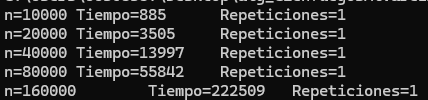 n=10000 Tiempo=885 Repeticiones=1
n=20000 Tiempo=3505 Repeticiones=1
n=40000 Tiempo=13997 Repeticiones=1
n=80000 Tiempo=55842 Repeticiones=1
n=160000 Tiempo=222509 Repeticiones=1